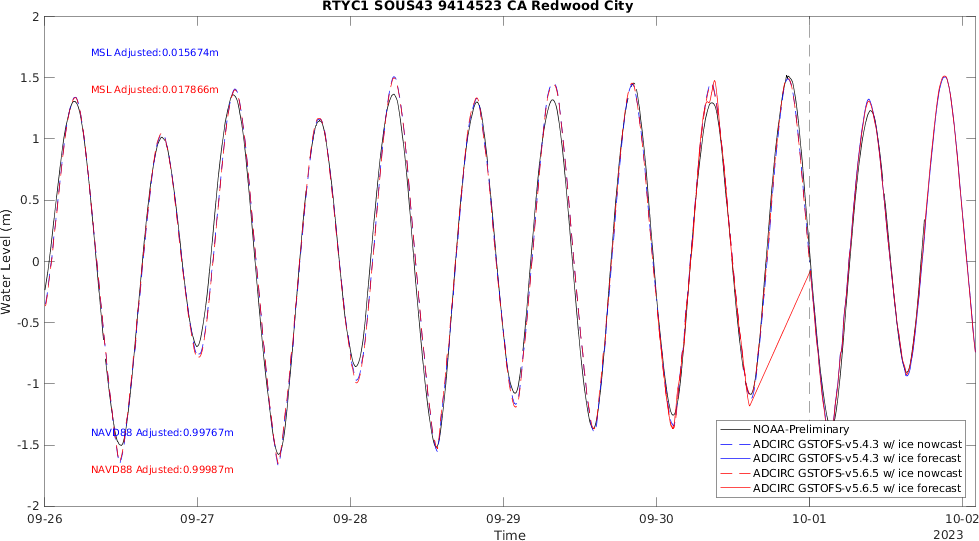 RTYC1 SOUS43 9414523 CA Redwood City
2
1.5
1
0.5
0
-0.5
-1
-1.5
-2
Water Level (m)
MSL Adjusted:0.015674m
MSL Adjusted:0.017866m
NAVD88 Adjusted:0.99767m
NAVD88 Adjusted:0.99987m
NOAA-Preliminary
ADCIRC GSTOFS-v5.4.3 w/ ice nowcast
ADCIRC GSTOFS-v5.4.3 w/ ice forecast
ADCIRC GSTOFS-v5.6.5 w/ ice nowcast
ADCIRC GSTOFS-v5.6.5 w/ ice forecast
09-26 09-27 09-28 09-29 09-30 10-01 10-02
Time
2023